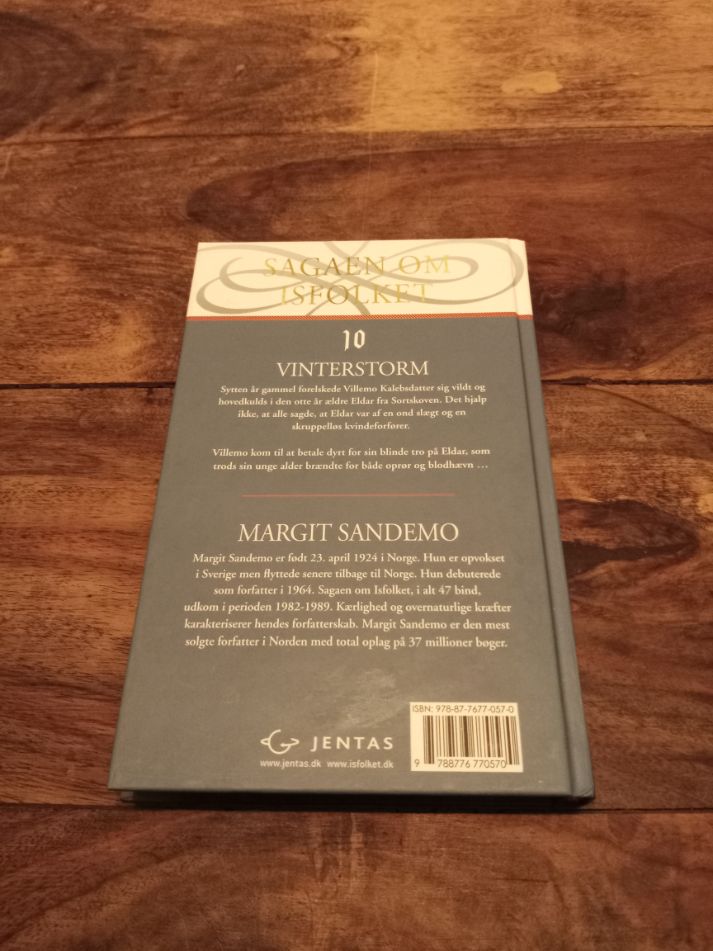 SAGAEN OM
ISFOLKET
10
VINTERSTORM
Sytten år gammel forelskede Villemo Kalebsdatter sig vildt og
hovedkulds i den otte år ældre Eldar fra Sortskoven. Det hjalp
ikke, at alle sagde, at Eldar var af en ond slægt og en
skruppelløs kvindeforfører.
Villemo kom til at betale dyrt for sin blinde tro på Eldar, som
trods sin unge alder brændte for både oprør og blodhævn ...
MARGIT SANDEMO
Margit Sandemo er født 23. april 1924 i Norge. Hun er opvokset
i Sverige men flyttede senere tilbage til Norge. Hun debuterede
som forfatter i 1964. Sagaen om Isfolket, i alt 47 bind,
udkom i perioden 1982-1989. Kærlighed og overnaturlige kræfter
karakteriserer hendes forfatterskab. Margit Sandemo er den mest
solgte forfatter i Norden med total oplag på 37 millioner bøger.
ISBN: 978-87-7677-057-0
JENTAS
www.jentas.dk www.isfolket.dk
9 788776 770570